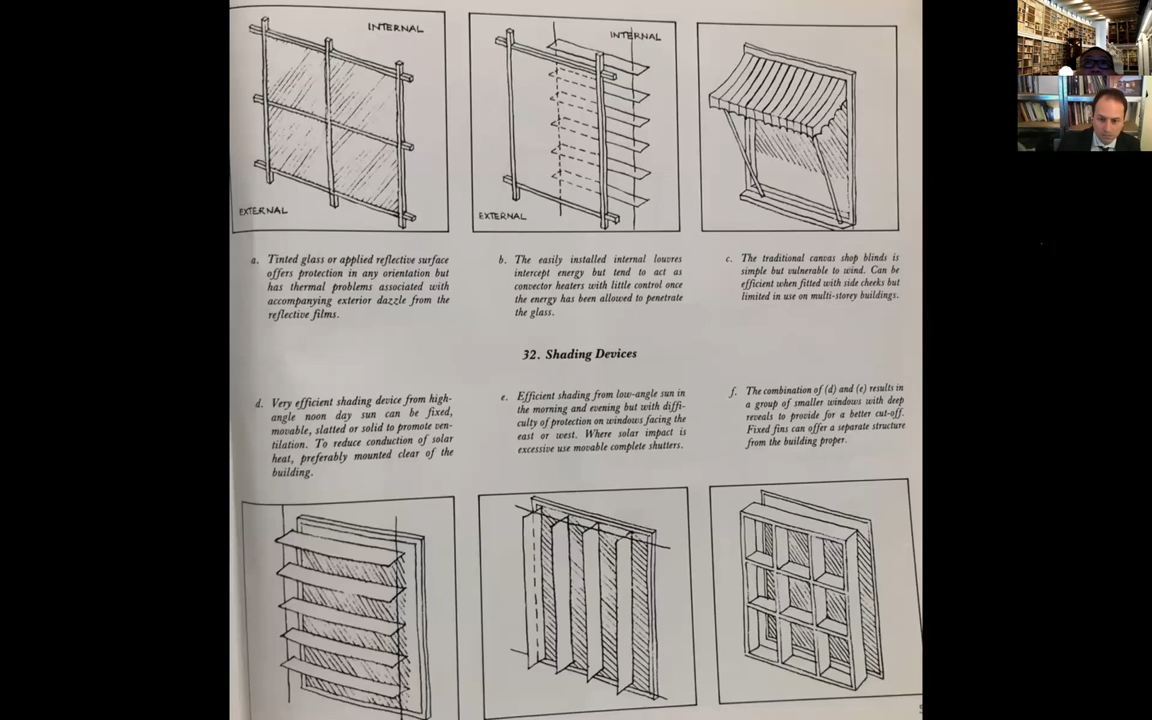 INTERNAL
EXTERNAL
INTERNAL
EXTERNAL
a. Tinted glass or applied reflective surface
offers protection in any orientation but
has thermal problems associated with
accompanying exterior dazzle from the
reflective films.
b. The easily installed internal louvres
intercept energy but tend to act as
convector heaters with little control once
the energy has been allowed to penetrate
the glass.
c. The traditional canvas shop blinds is
simple but vulnerable to wind. Can be
efficient when fitted with side cheeks but
limited in use on multi-storey buildings.
32. Shading Devices
d. Very efficient shading device from high-
angle noon day sun can be fixed,
movable, slatted or solid to promote ven-
tilation. To reduce conduction of solar
heat, preferably mounted clear of the
building.
e. Efficient shading from low-angle sun in
the morning and evening but with diffi-
culty of protection on windows facing the
east or west. Where solar impact is
excessive use movable complete shutters.
f. The combination of (d) and (e) results in
a group of smaller windows with deep
reveals to provide for a better cut-off.
Fixed fins can offer a separate structure
from the building proper.